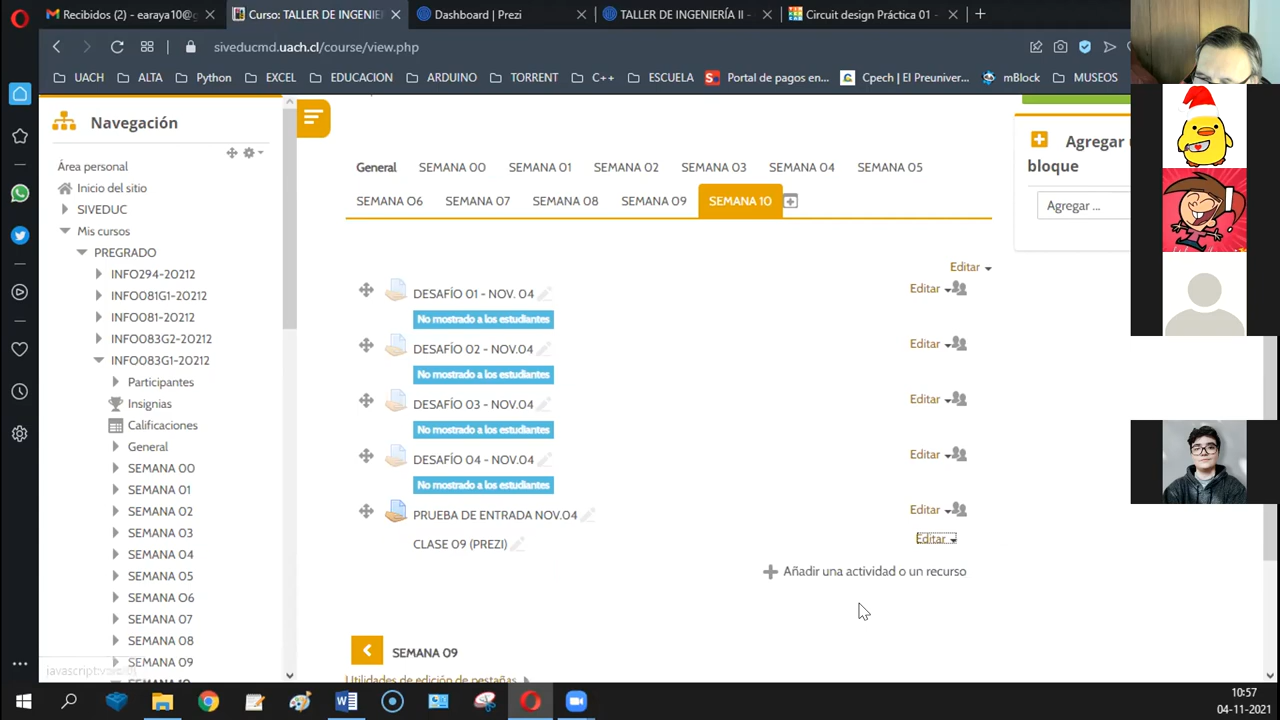 Recibidos (2) - earaya10@g
Curso: TALLER DE INGENIE
Dashboard | Prezi
TALLER DE INGENIERÍA II -
Circuit design Práctica 01 -
siveducmd.uach.cl/course/view.php
UACH
ALTA
Python
EXCEL
EDUCACION
ARDUINO
TORRENT
C++
ESCUELA
Portal de pagos en...
Cpech | El Preuniver...
mBlock
MUSEOS
Navegación
Área personal
Inicio del sitio
SIVEDUC
Mis cursos
PREGRADO
INFO294-20212
INFO081G1-20212
INFO081-20212
INFO083G2-20212
INFO083G1-20212
Participantes
Insignias
Calificaciones
General
SEMANA 00
SEMANA 01
SEMANA 02
SEMANA 03
SEMANA 04
SEMANA 05
SEMANA 06
SEMANA 07
SEMANA 08
SEMANA 09
General SEMANA 00 SEMANA 01 SEMANA 02 SEMANA 03 SEMANA 04 SEMANA 05
SEMANA 06 SEMANA 07 SEMANA 08 SEMANA 09 SEMANA 10
Editar
DESAFÍO 01 - NOV. 04 Editar
No mostrado a los estudiantes
DESAFÍO 02 - NOV.04 Editar
No mostrado a los estudiantes
DESAFÍO 03 - NOV.04 Editar
No mostrado a los estudiantes
DESAFÍO 04 - NOV.04 Editar
No mostrado a los estudiantes
PRUEBA DE ENTRADA NOV.04 Editar
CLASE 09 (PREZI) Editar
Añadir una actividad o un recurso
SEMANA 09
Utilidades de edición de pestañas
Agregar
bloque
Agregar ...
10:57
04-11-2021